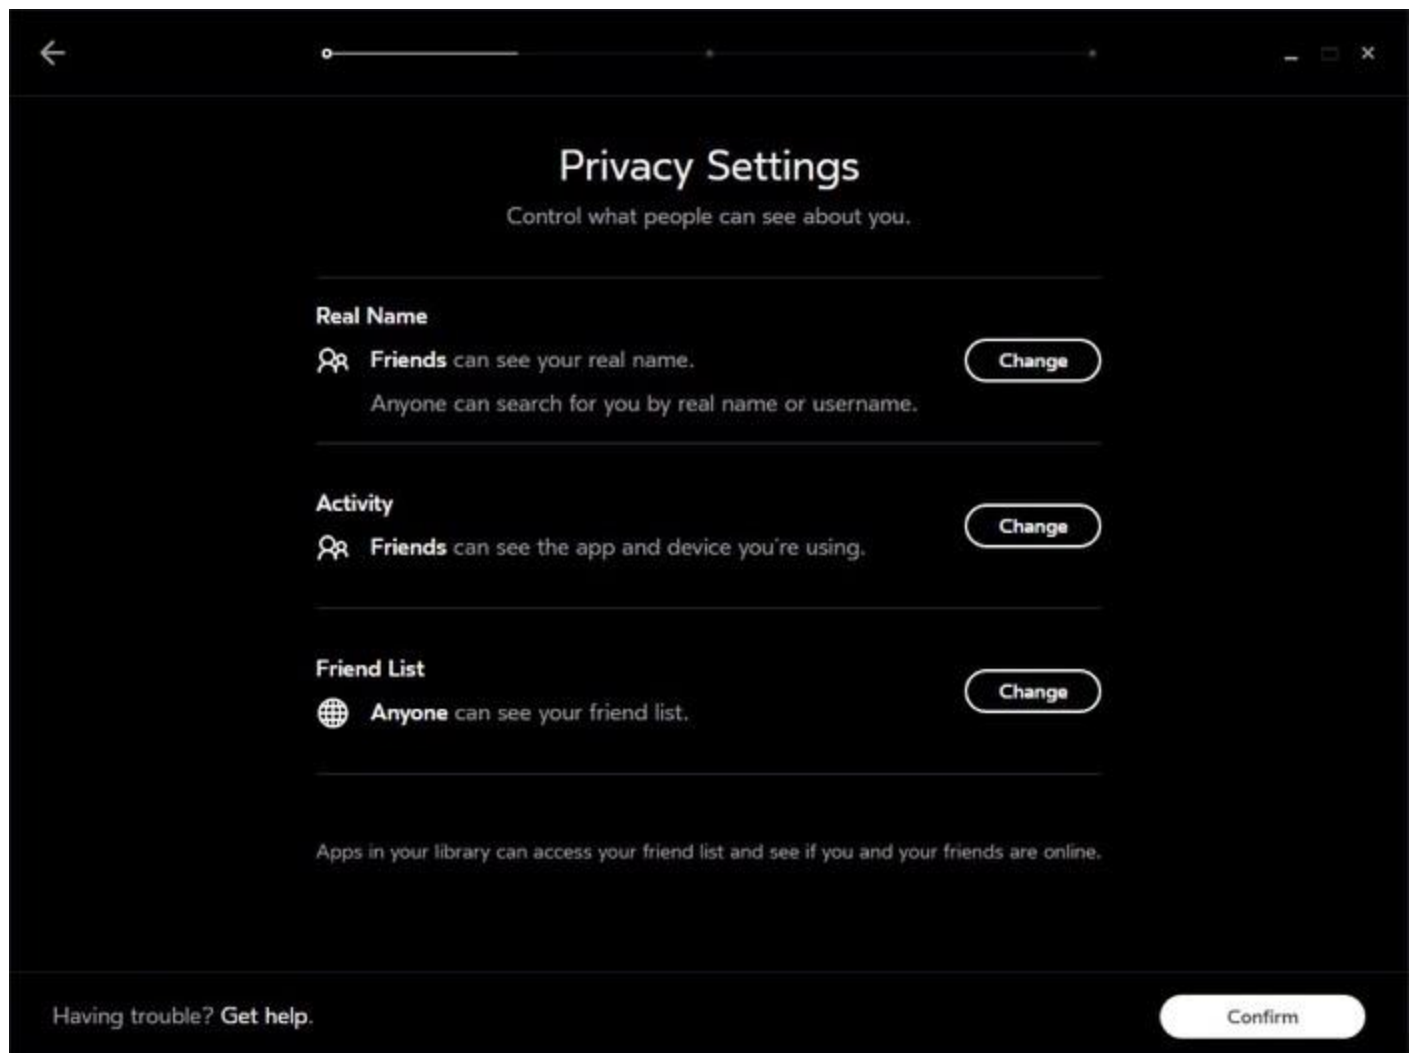 Privacy Settings
Control what people can see about you.
Real Name
Friends can see your real name.
Change
Anyone can search for you by real name or username.
Activity
Friends can see the app and device you're using.
Change
Friend List
Anyone can see your friend list.
Change
Apps in your library can access your friend list and see if you and your friends are online.
Having trouble? Get help.
Confirm